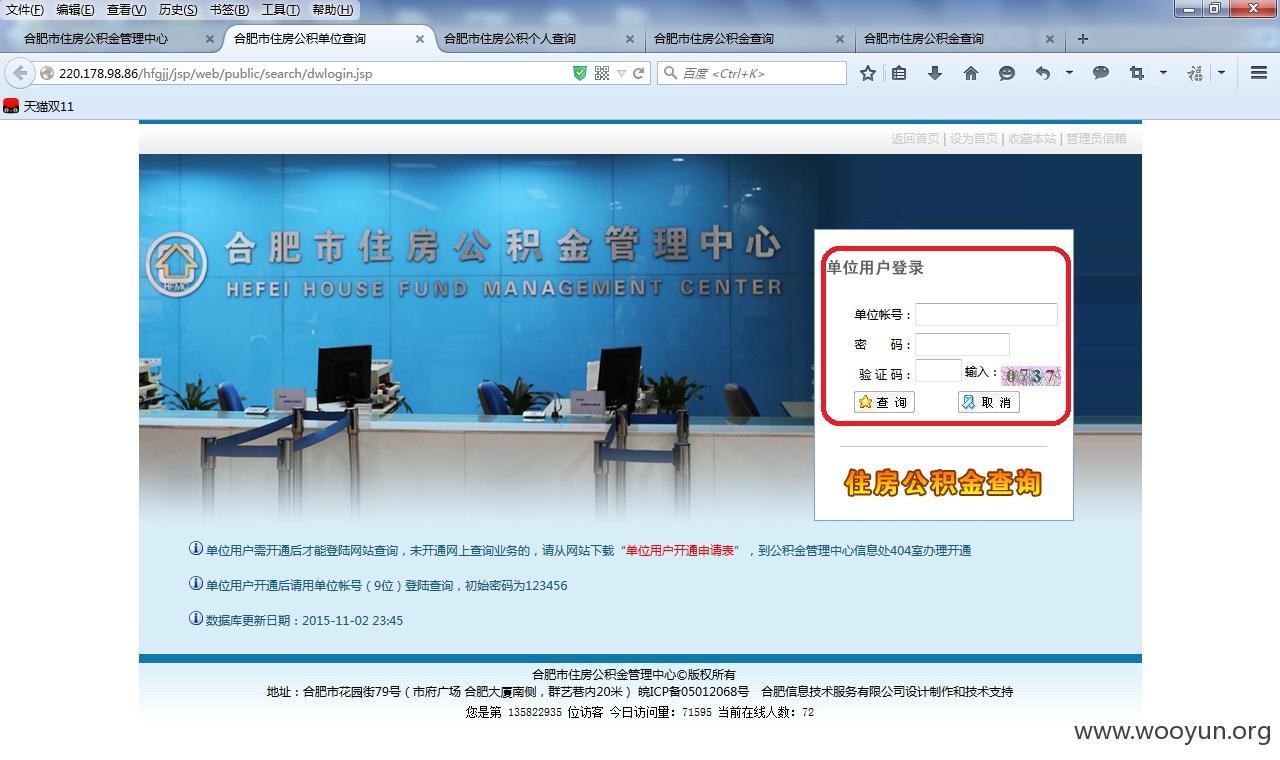 文件(F) 编辑(E) 查看(V) 历史(S) 书签(B) 工具(T) 帮助(H)
合肥市住房公积金管理中心 合肥市住房公积单位查询 合肥市住房公积个人查询 合肥市住房公积金查询 合肥市住房公积金查询
220.178.98.86/hfgjj/jsp/web/public/search/dwlogin.jsp 百度 <Ctrl+K>
天猫双11
返回首页 | 设为首页 | 收藏本站 | 管理员信箱
合肥市住房公积金管理中心
HEFEI HOUSE FUND MANAGEMENT CENTER
HFMC
单位用户登录
单位帐号：
密 码：
验证码： 输入： 0737
查 询 取 消
住房公积金查询
单位用户需开通后才能登陆网站查询，未开通网上查询业务的，请从网站下载“单位用户开通申请表”，到公积金管理中心信息处404室办理开通
单位用户开通后请用单位帐号（9位）登陆查询，初始密码为123456
数据库更新日期：2015-11-02 23:45
合肥市住房公积金管理中心©版权所有
地址：合肥市花园街79号（市府广场 合肥大厦南侧，群艺巷内20米） 皖ICP备05012068号 合肥信息技术服务有限公司设计制作和技术支持
您是第 135822935 位访客 今日访问量：71595 当前在线人数：72
www.wooyun.org